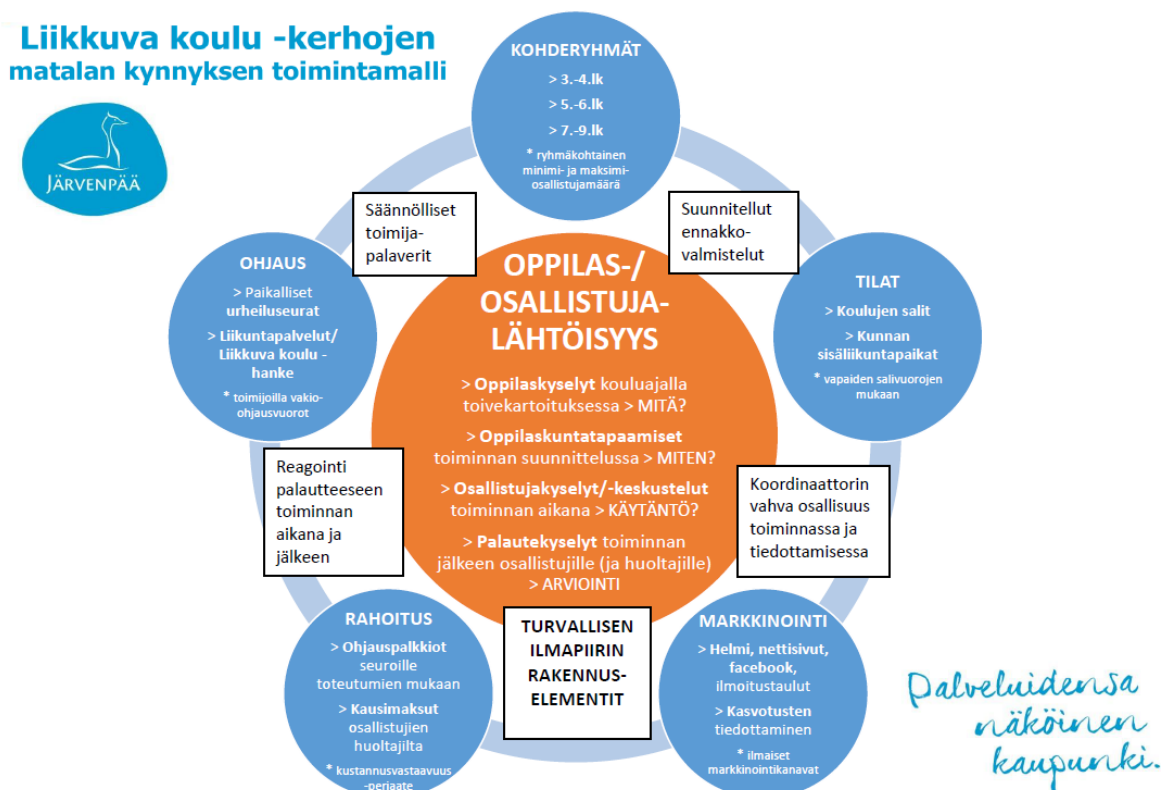 Liikkuva koulu -kerhojen
matalan kynnyksen toimintamalli
JÄRVENPÄÄ
KOHDERYHMÄT
> 3.-4.lk
> 5.-6.lk
> 7.-9.lk
* ryhmäkohtainen
minimi- ja maksimi-
osallistujamäärä
Säännölliset
toimija-
palaverit
Suunnitellut
ennakko-
valmistelut
OHJAUS
> Paikalliset
urheiluseurat
> Liikuntapalvelut/
Liikkuva koulu -
hanke
* toimijoilla vakio-
ohjausvuorot
OPPILAS-/
OSALLISTUJA-
LÄHTÖISYYS
> Oppilaskyselyt kouluajalla
toivekartoituksessa > MITÄ?
> Oppilaskuntatapaamiset
toiminnan suunnittelussa > MITEN?
> Osallistujakyselyt/-keskustelut
toiminnan aikana > KÄYTÄNTÖ?
> Palautekyselyt toiminnan
jälkeen osallistujille (ja huoltajille)
> ARVIOINTI
TILAT
> Koulujen salit
> Kunnan
sisäliikuntapaikat
* vapaiden salivuorojen
mukaan
Reagointi
palautteeseen
toiminnan
aikana ja
jälkeen
Koordinaattorin
vahva osallisuus
toiminnassa ja
tiedottamisessa
RAHOITUS
> Ohjauspalkkiot
seuroille
toteutumien mukaan
> Kausimaksut
osallistujien
huoltajilta
* kustannusvastaavuus
-periaate
TURVALLISEN
ILMAPIIRIN
RAKENNUS-
ELEMENTIT
MARKKINOINTI
> Helmi, nettisivut,
facebook,
ilmoitustaulut
> Kasvotusten
tiedottaminen
* ilmaiset
markkinointikanavat
Palveluidensa
näköinen
kaupunki.